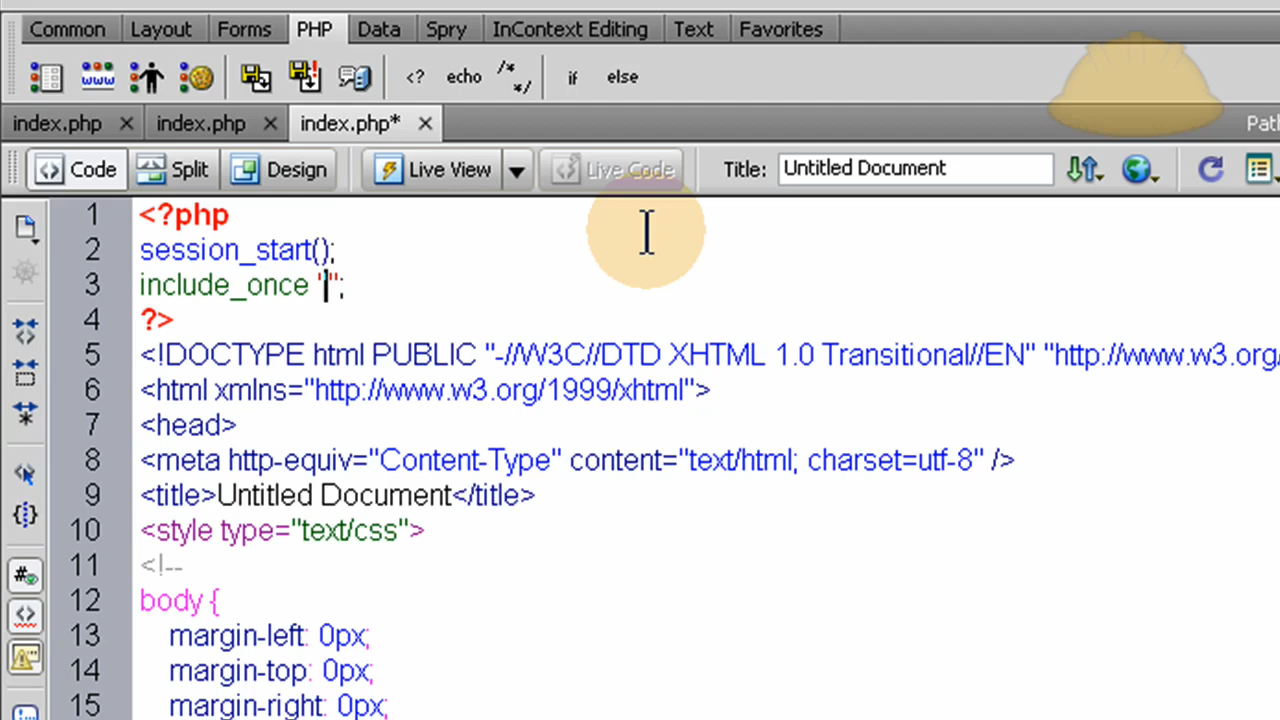 Common Layout Forms PHP Data Spry InContext Editing Text Favorites
www <? echo /* */ if else
index.php index.php index.php*
Path
Code Split Design Live View Live Code Title: Untitled Document
1 <?php
2 session_start();
3 include_once "";
4 ?>
5 <!DOCTYPE html PUBLIC "-//W3C//DTD XHTML 1.0 Transitional//EN" "http://www.w3.org/
6 <html xmlns="http://www.w3.org/1999/xhtml">
7 <head>
8 <meta http-equiv="Content-Type" content="text/html; charset=utf-8" />
9 <title>Untitled Document</title>
10 <style type="text/css">
11 <!--
12 body {
13 margin-left: 0px;
14 margin-top: 0px;
15 margin-right: 0px;